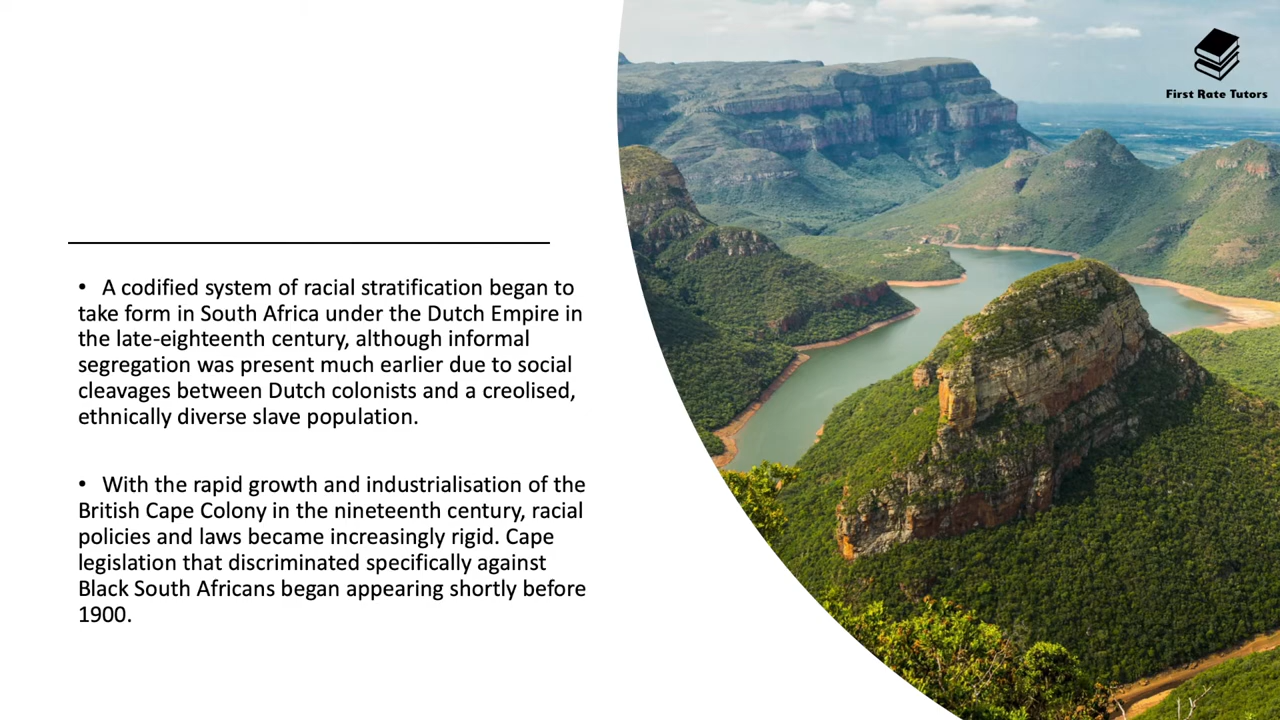 First Rate Tutors
• A codified system of racial stratification began to
take form in South Africa under the Dutch Empire in
the late-eighteenth century, although informal
segregation was present much earlier due to social
cleavages between Dutch colonists and a creolised,
ethnically diverse slave population.
• With the rapid growth and industrialisation of the
British Cape Colony in the nineteenth century, racial
policies and laws became increasingly rigid. Cape
legislation that discriminated specifically against
Black South Africans began appearing shortly before
1900.